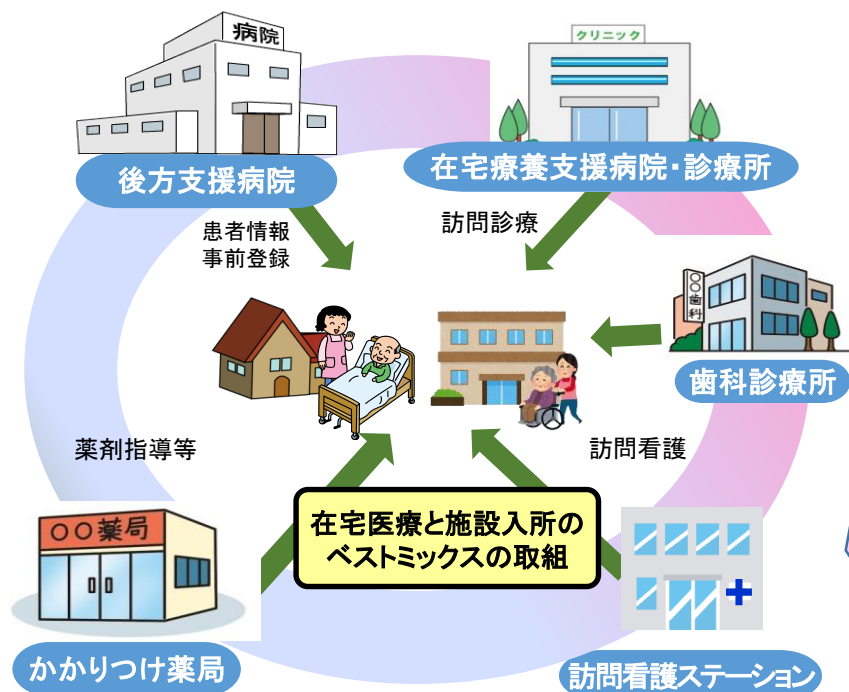 病院
クリニック
後方支援病院
在宅療養支援病院・診療所
患者情報
事前登録
訪問診療
〇〇歯科
歯科診療所
薬剤指導等
訪問看護
在宅医療と施設入所の
ベストミックスの取組
〇〇薬局
かかりつけ薬局
訪問看護ステーション